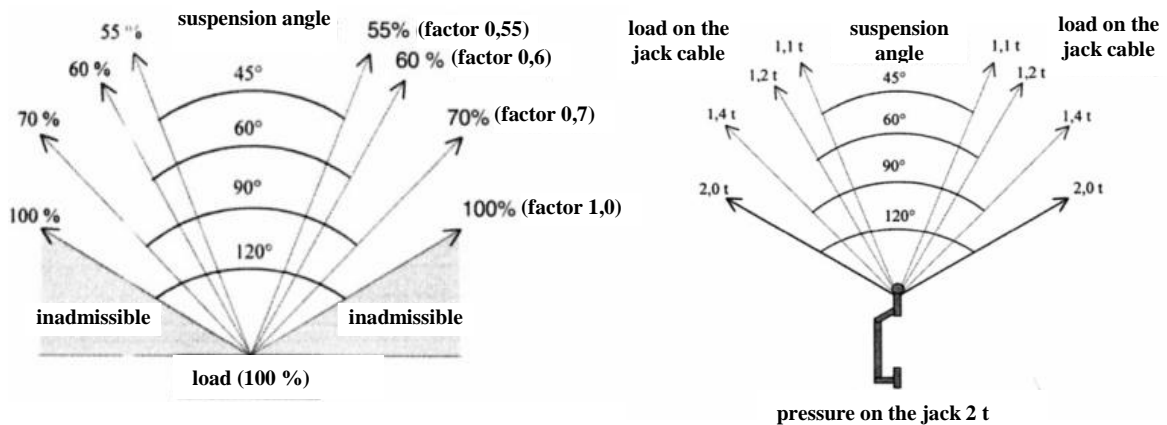 suspension angle
55 %
55% (factor 0,55)
60 %
60 % (factor 0,6)
45°
70 %
70% (factor 0,7)
60°
90°
100 %
100% (factor 1,0)
120°
inadmissible
inadmissible
load (100 %)
load on the
jack cable
suspension
angle
load on the
jack cable
1,1 t
1,1 t
1,2 t
1,2 t
45°
1,4 t
1,4 t
60°
90°
2,0 t
2,0 t
120°
pressure on the jack 2 t